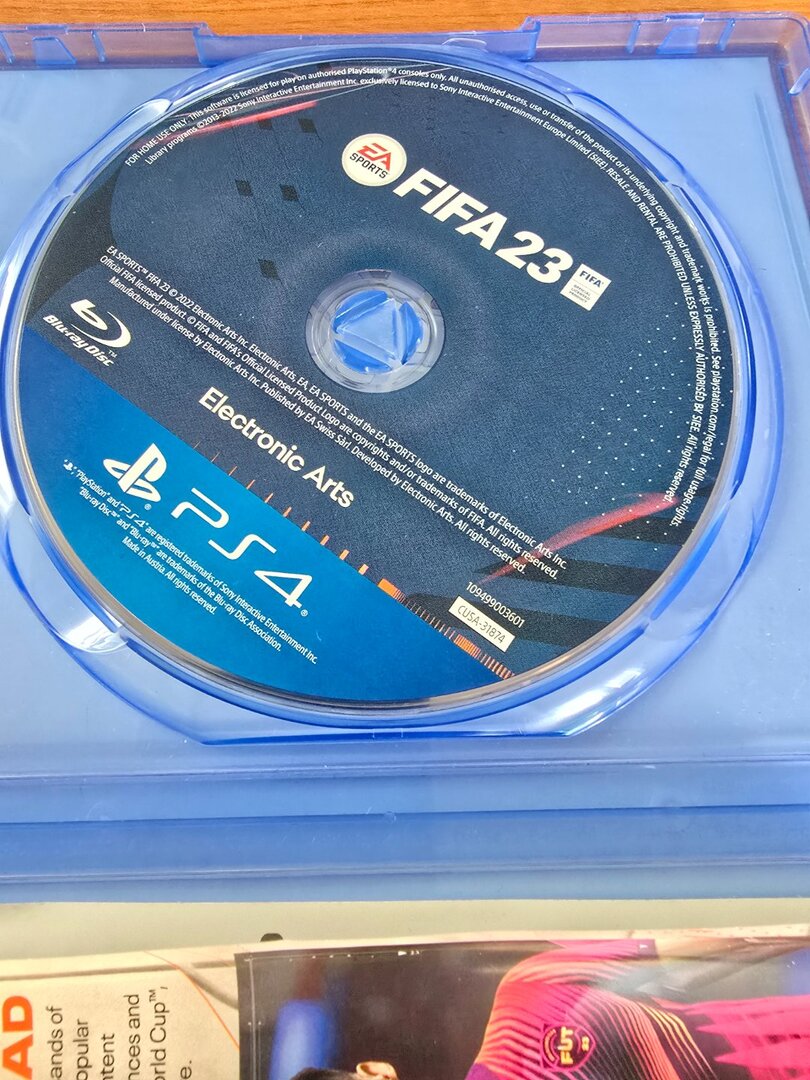 FOR HOME USE ONLY. This software is licensed for play on authorised PlayStation®4 consoles only. All unauthorised access, use or transfer of the product or its underlying copyright and trademark works is prohibited. See playstation.com/legal for full usage rights.
Library programs ©2013-2022 Sony Interactive Entertainment Inc. exclusively licensed to Sony Interactive Entertainment Europe Limited (SIEE). RESALE AND RENTAL ARE PROHIBITED UNLESS EXPRESSLY AUTHORISED BY SIEE. All rights reserved.
EA
SPORTS™
FIFA 23
FIFA®
OFFICIAL
LICENSED
PRODUCT
EA SPORTS™ FIFA 23 © 2022 Electronic Arts Inc. Electronic Arts, EA, EA SPORTS and the EA SPORTS logo are trademarks of Electronic Arts Inc.
Official FIFA licensed product. © FIFA and FIFA's Official Licensed Product Logo are copyrights and/or trademarks of FIFA. All rights reserved.
Manufactured under license by Electronic Arts Inc. Published by EA Swiss Sàrl. Developed by Electronic Arts. All rights reserved.
Blu-ray Disc™
Electronic Arts
PS4®
"PlayStation" and "PS4" are registered trademarks of Sony Interactive Entertainment Inc.
"Blu-ray Disc™" and "Blu-ray™" are trademarks of the Blu-ray Disc Association.
Made in Austria. All rights reserved.
10949003601
CUSA-31874
AD
ands of
opular
ntent
nces and
orld Cup™,
e.
FUT
23